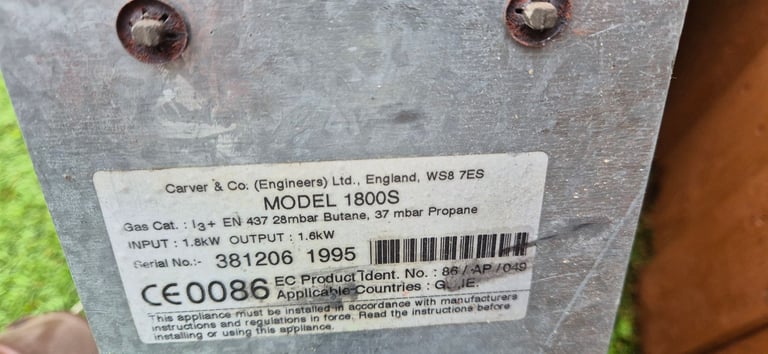 Carver & Co. (Engineers) Ltd., England, WS8 7ES
MODEL 1800S
Gas Cat. : I3+ EN 437 28mbar Butane, 37 mbar Propane
INPUT : 1.8kW OUTPUT : 1.6kW
Serial No:- 381206 1995
CE0086 EC Product Ident. No. : 86 / AP / 049
Applicable Countries :
This appliance must be installed in accordance with manufacturers
instructions and regulations in force. Read the instructions before
installing or using this appliance.